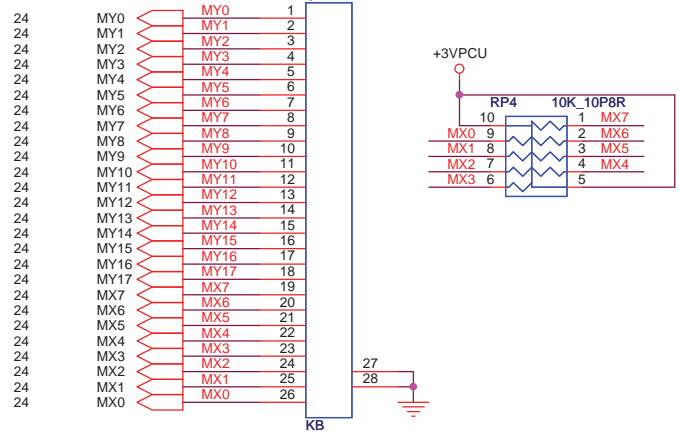 24 MY0 MY0 1
24 MY1 MY1 2
24 MY2 MY2 3
24 MY3 MY3 4
24 MY4 MY4 5
24 MY5 MY5 6
24 MY6 MY6 7
24 MY7 MY7 8
24 MY8 MY8 9
24 MY9 MY9 10
24 MY10 MY10 11
24 MY11 MY11 12
24 MY12 MY12 13
24 MY13 MY13 14
24 MY14 MY14 15
24 MY15 MY15 16
24 MY16 MY16 17
24 MY17 MY17 18
24 MX7 MX7 19
24 MX6 MX6 20
24 MX5 MX5 21
24 MX4 MX4 22
24 MX3 MX3 23
24 MX2 MX2 24
24 MX1 MX1 25
24 MX0 MX0 26
27
28
KB
+3VPCU
RP4 10K_10P8R
10 1 MX7
MX0 9 2 MX6
MX1 8 3 MX5
MX2 7 4 MX4
MX3 6 5